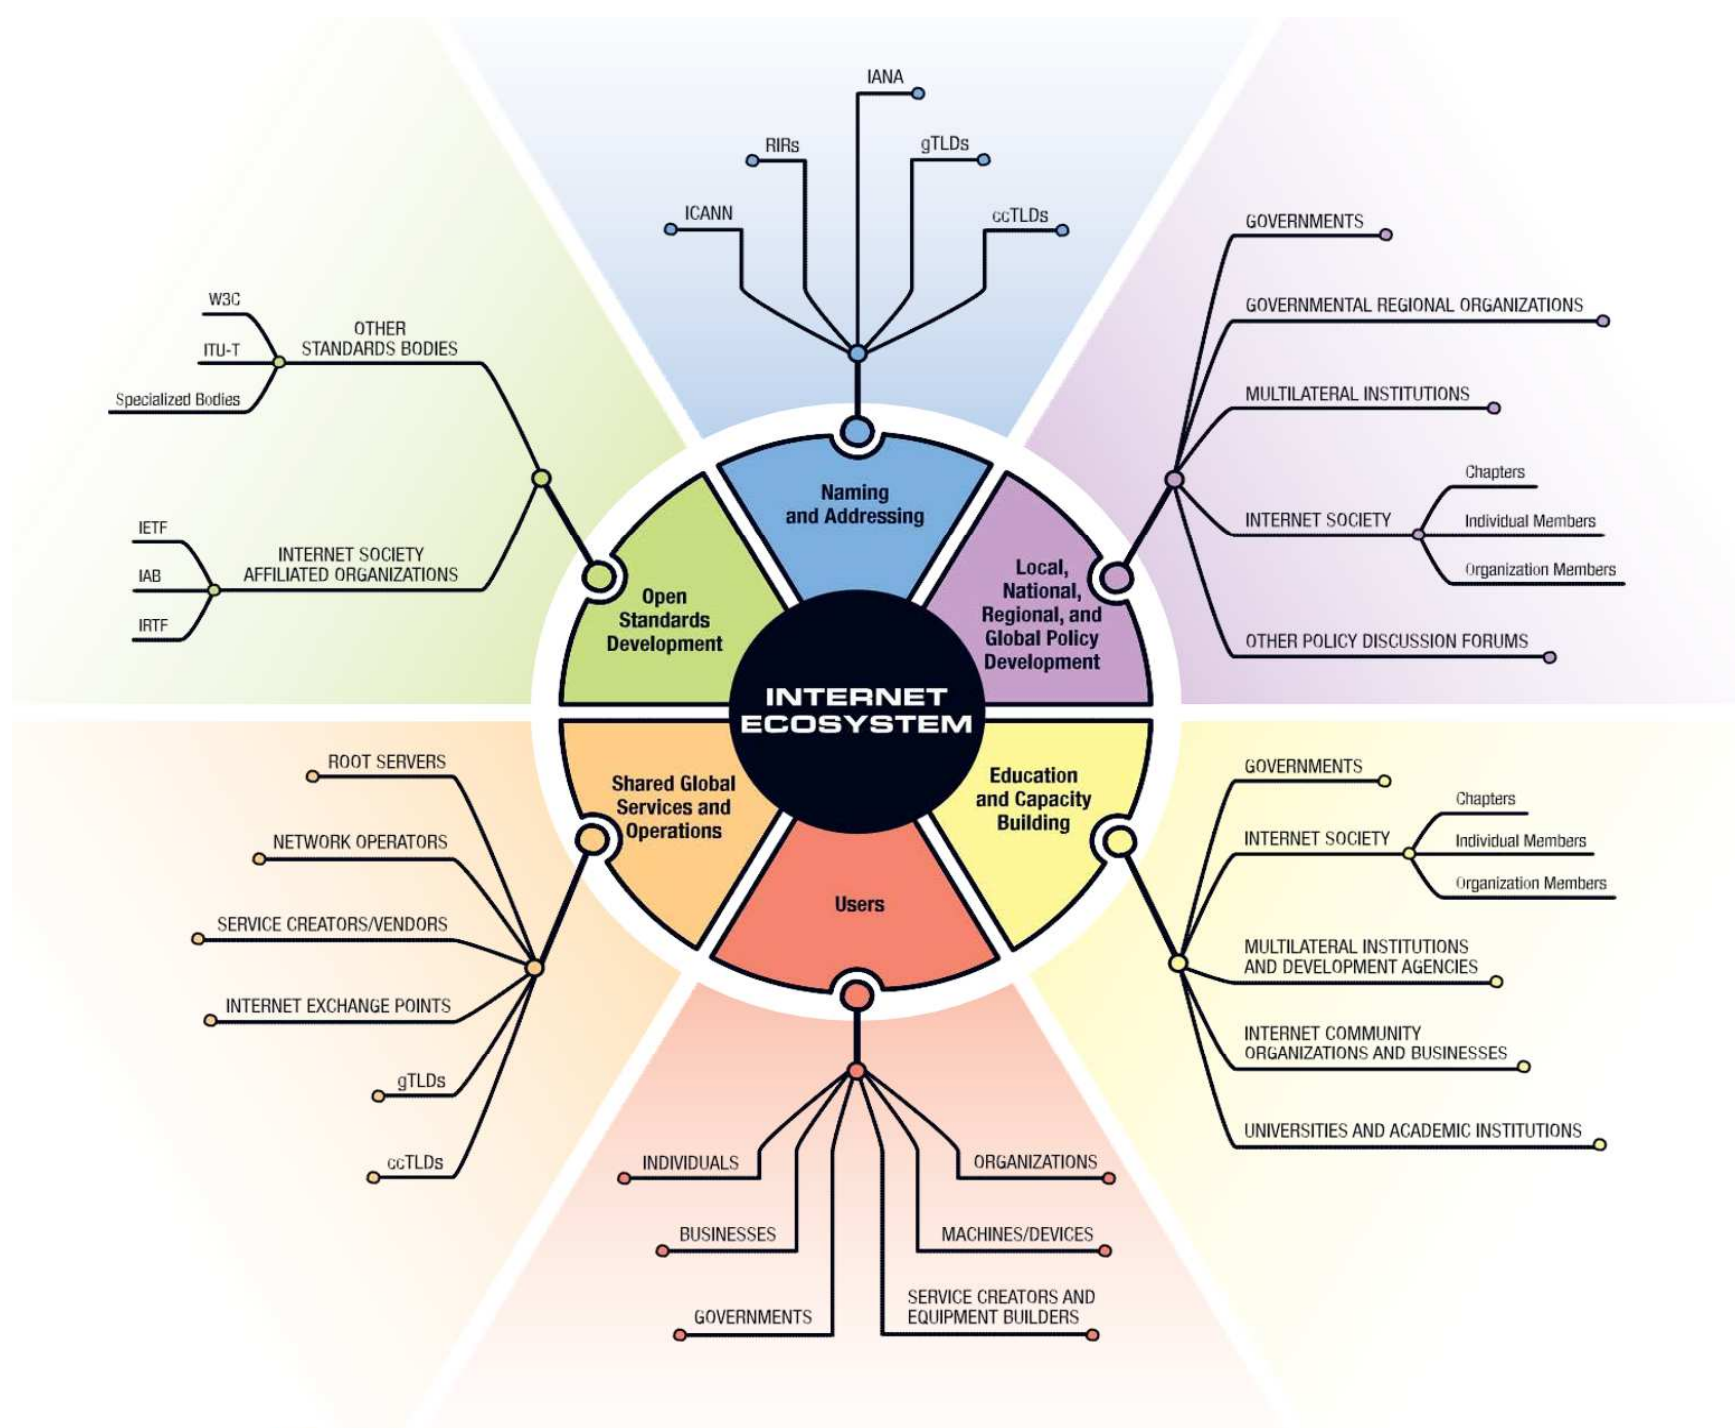 IANA
RIRs
gTLDs
ICANN
ccTLDs
W3C
ITU-T
Specialized Bodies
OTHER
STANDARDS BODIES
IETF
IAB
IRTF
INTERNET SOCIETY
AFFILIATED ORGANIZATIONS
GOVERNMENTS
GOVERNMENTAL REGIONAL ORGANIZATIONS
MULTILATERAL INSTITUTIONS
INTERNET SOCIETY
Chapters
Individual Members
Organization Members
OTHER POLICY DISCUSSION FORUMS
Naming
and Addressing
Open
Standards
Development
Local,
National,
Regional, and
Global Policy
Development
INTERNET
ECOSYSTEM
Shared Global
Services and
Operations
Education
and Capacity
Building
Users
ROOT SERVERS
NETWORK OPERATORS
SERVICE CREATORS/VENDORS
INTERNET EXCHANGE POINTS
gTLDs
ccTLDs
GOVERNMENTS
INTERNET SOCIETY
Chapters
Individual Members
Organization Members
MULTILATERAL INSTITUTIONS
AND DEVELOPMENT AGENCIES
INTERNET COMMUNITY
ORGANIZATIONS AND BUSINESSES
UNIVERSITIES AND ACADEMIC INSTITUTIONS
INDIVIDUALS
BUSINESSES
GOVERNMENTS
ORGANIZATIONS
MACHINES/DEVICES
SERVICE CREATORS AND
EQUIPMENT BUILDERS